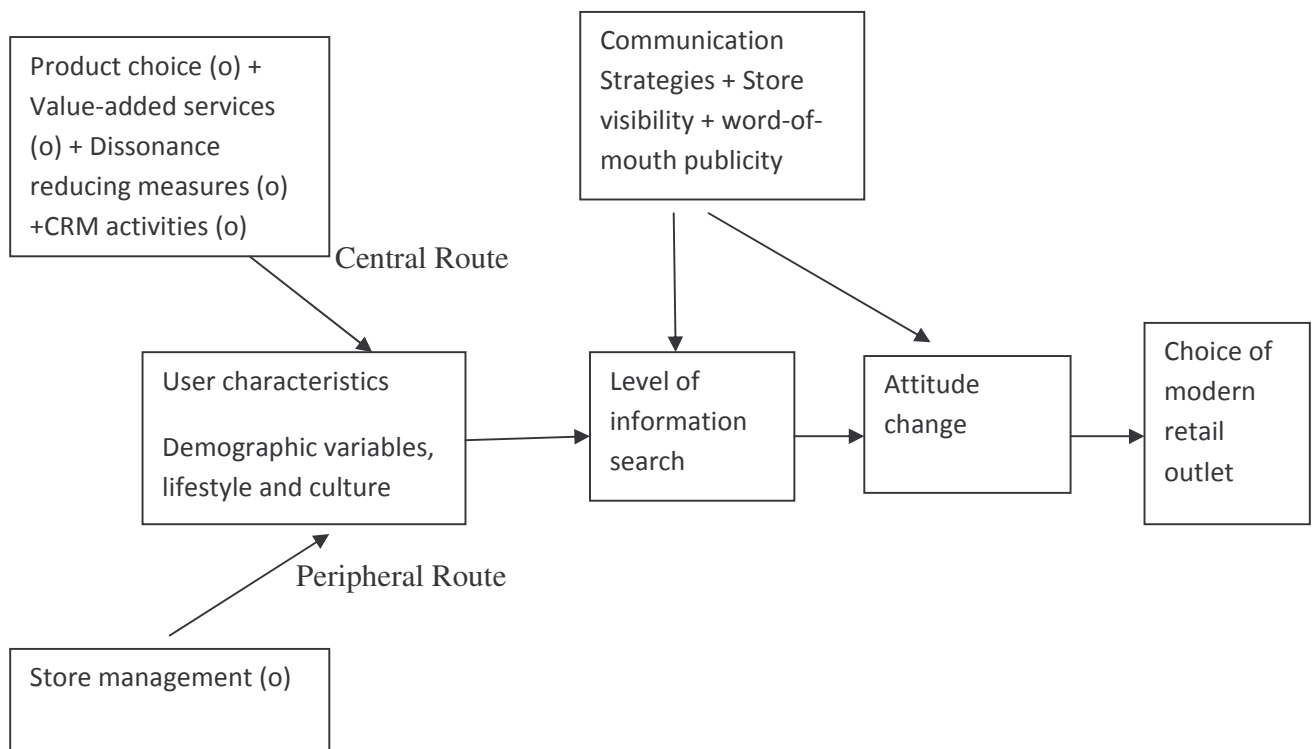 Product choice (o) +
Value-added services
(o) + Dissonance
reducing measures (o)
+CRM activities (o)
Communication
Strategies + Store
visibility + word-of-
mouth publicity
Central Route
User characteristics
Demographic variables,
lifestyle and culture
Level of
information
search
Attitude
change
Choice of
modern
retail
outlet
Peripheral Route
Store management (o)